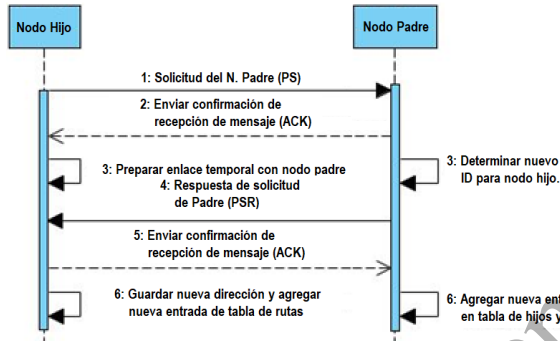 Nodo Hijo
Nodo Padre
1: Solicitud del N. Padre (PS)
2: Enviar confirmación de
recepción de mensaje (ACK)
3: Preparar enlace temporal con nodo padre
3: Determinar nuevo
ID para nodo hijo.
4: Respuesta de solicitud
de Padre (PSR)
5: Enviar confirmación de
recepción de mensaje (ACK)
6: Guardar nueva dirección y agregar
nueva entrada de tabla de rutas
6: Agregar nueva
en tabla de hijos y